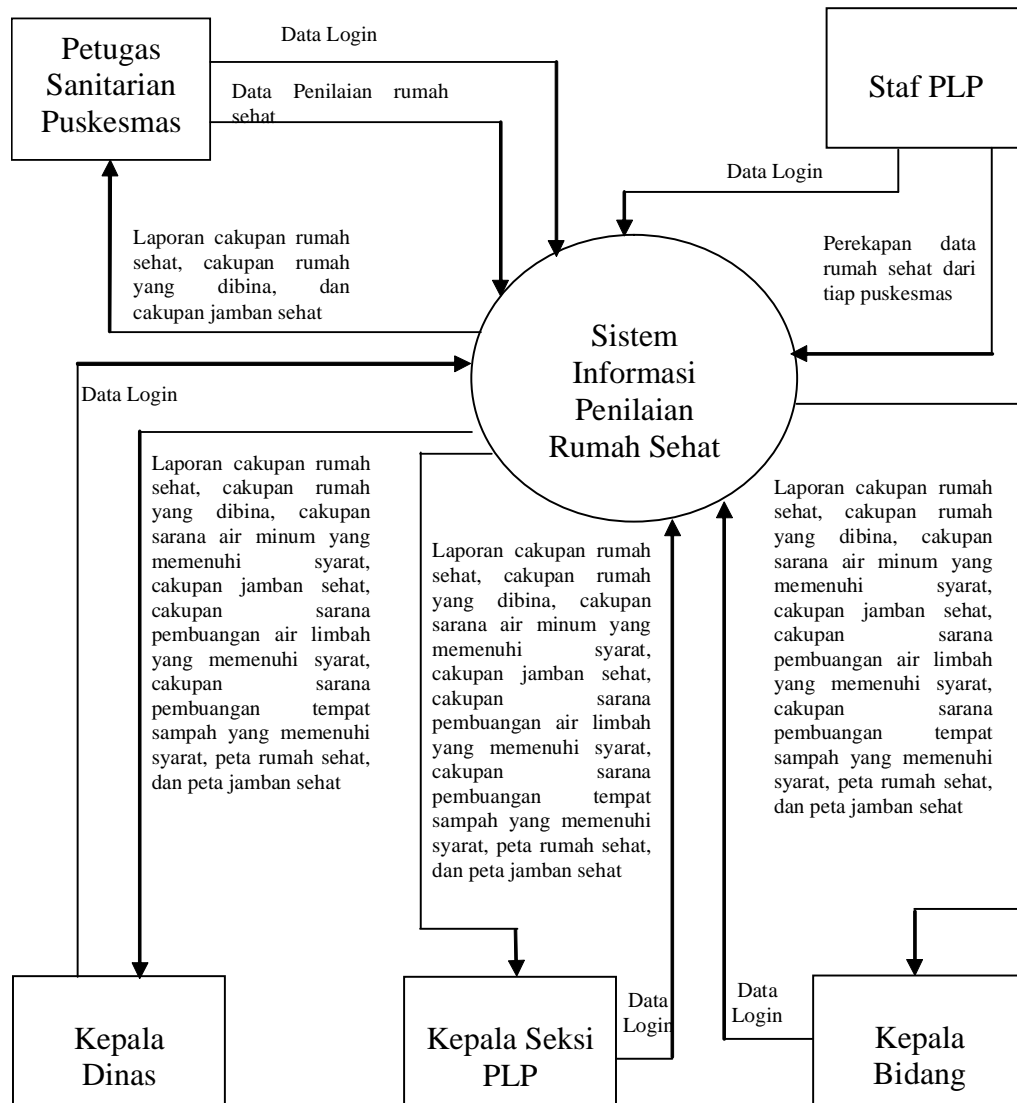 Petugas
Sanitarian
Puskesmas
Data Login
Data Penilaian rumah
sehat
Staf PLP
Data Login
Laporan cakupan rumah
sehat, cakupan rumah
yang dibina, dan
cakupan jamban sehat
Perekapan data
rumah sehat dari
tiap puskesmas
Sistem
Informasi
Penilaian
Rumah Sehat
Data Login
Laporan cakupan rumah
sehat, cakupan rumah
yang dibina, cakupan
sarana air minum yang
memenuhi syarat,
cakupan jamban sehat,
cakupan sarana
pembuangan air limbah
yang memenuhi syarat,
cakupan sarana
pembuangan tempat
sampah yang memenuhi
syarat, peta rumah sehat,
dan peta jamban sehat
Laporan cakupan rumah
sehat, cakupan rumah
yang dibina, cakupan
sarana air minum yang
memenuhi syarat,
cakupan jamban sehat,
cakupan sarana
pembuangan air limbah
yang memenuhi syarat,
cakupan sarana
pembuangan tempat
sampah yang memenuhi
syarat, peta rumah sehat,
dan peta jamban sehat
Laporan cakupan rumah
sehat, cakupan rumah
yang dibina, cakupan
sarana air minum yang
memenuhi syarat,
cakupan jamban sehat,
cakupan sarana
pembuangan air limbah
yang memenuhi syarat,
cakupan sarana
pembuangan tempat
sampah yang memenuhi
syarat, peta rumah sehat,
dan peta jamban sehat
Kepala
Dinas
Kepala Seksi
PLP
Data
Login
Data
Login
Kepala
Bidang